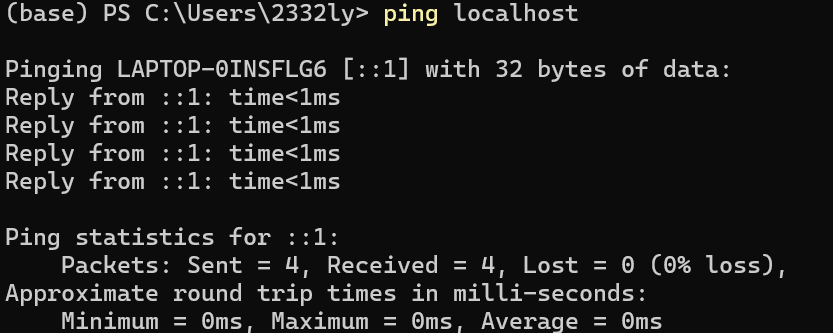 (base) PS C:\Users\2332ly> ping localhost
Pinging LAPTOP-0INSFLG6 [::1] with 32 bytes of data:
Reply from ::1: time<1ms
Reply from ::1: time<1ms
Reply from ::1: time<1ms
Reply from ::1: time<1ms
Ping statistics for ::1:
    Packets: Sent = 4, Received = 4, Lost = 0 (0% loss),
Approximate round trip times in milli-seconds:
    Minimum = 0ms, Maximum = 0ms, Average = 0ms